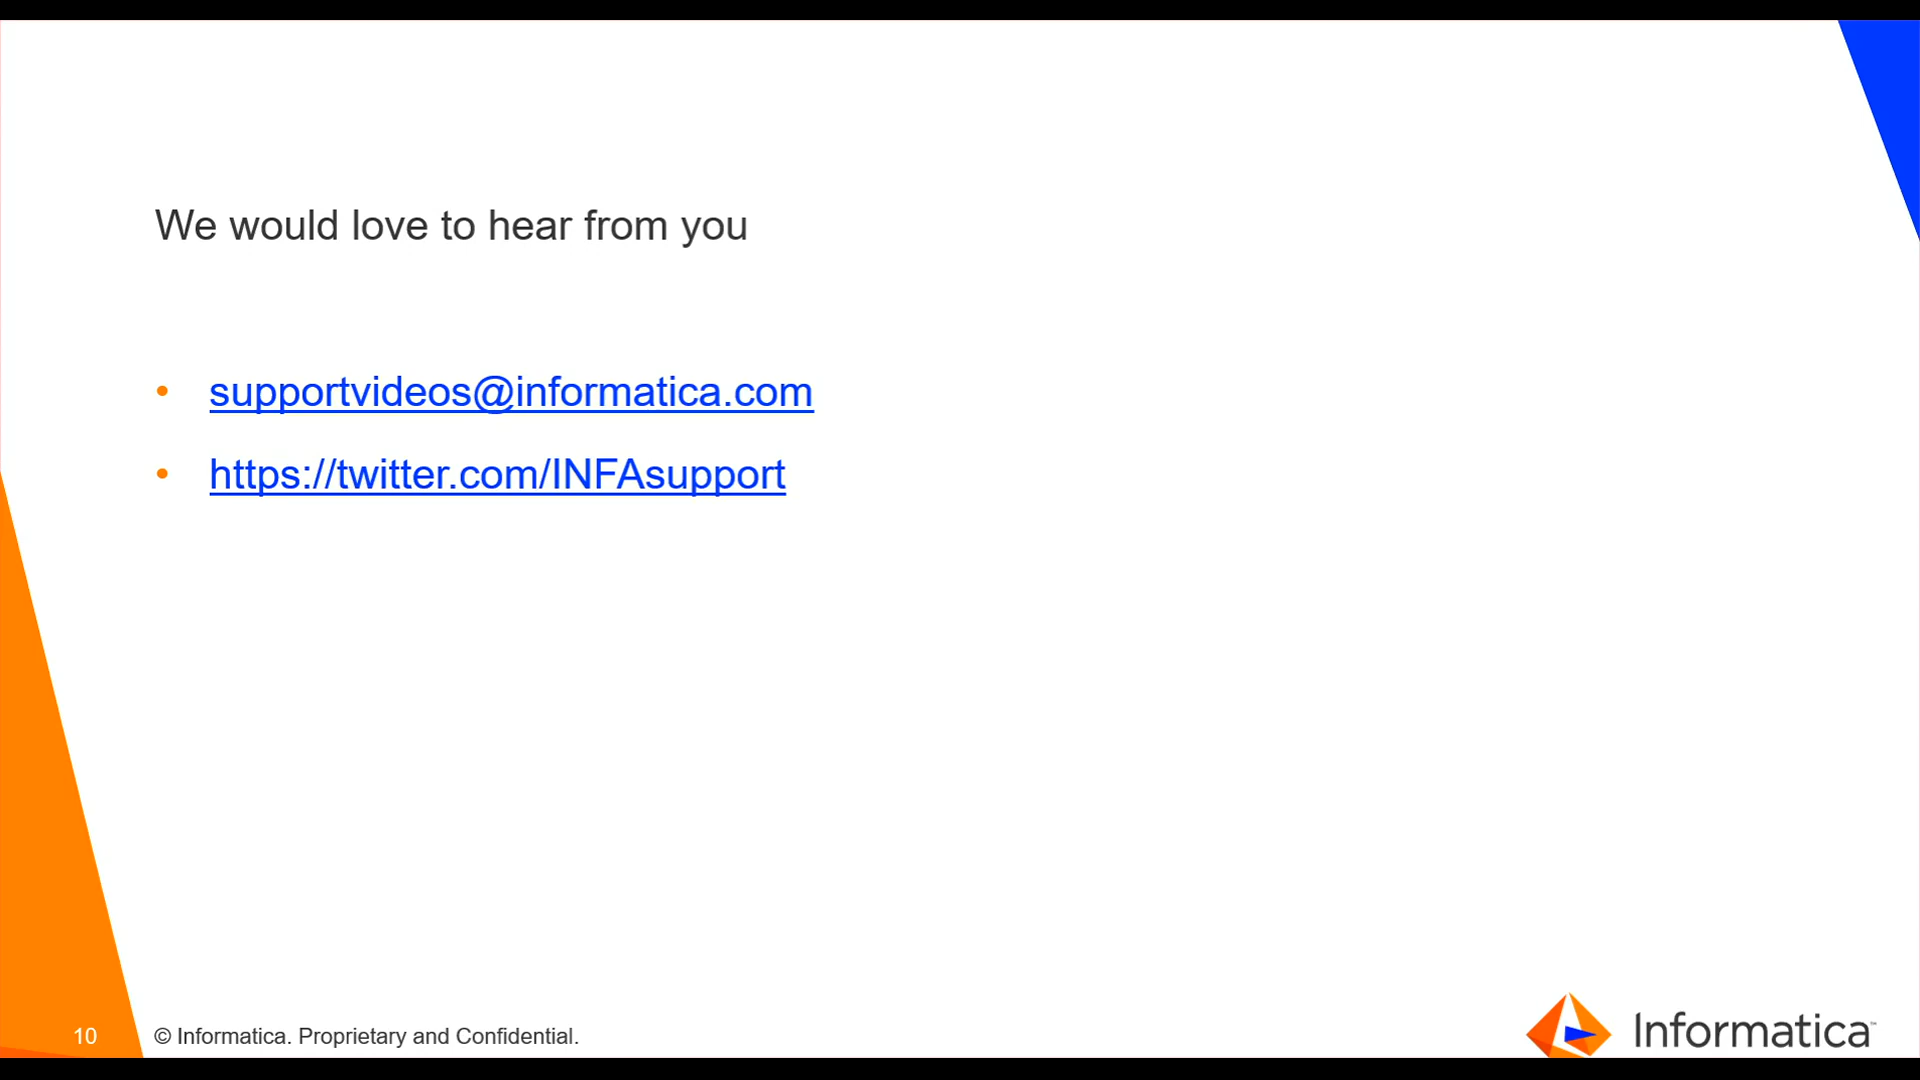 We would love to hear from you
• supportvideos@informatica.com
• https://twitter.com/INFAsupport
10
© Informatica. Proprietary and Confidential.
Informatica™